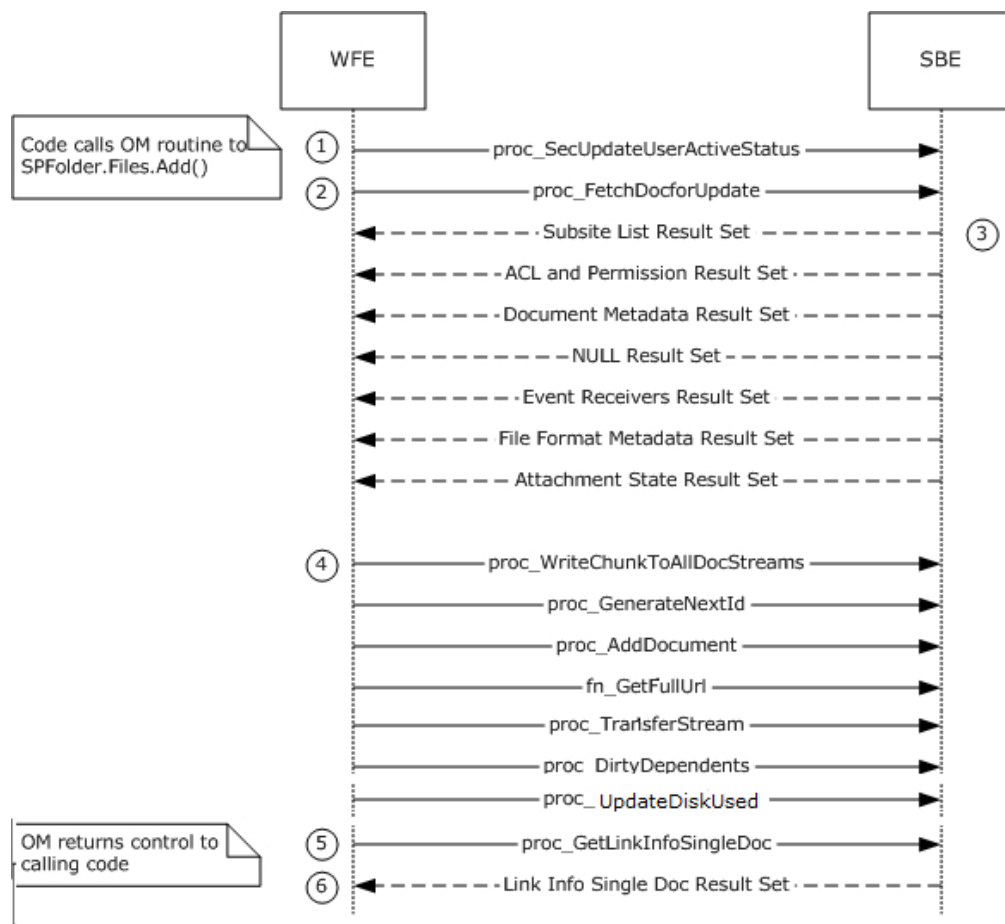 WFE
SBE
Code calls OM routine to
SPFolder.Files.Add()
1
proc_SecUpdateUserActiveStatus
2
proc_FetchDocforUpdate
Subsite List Result Set
3
ACL and Permission Result Set
Document Metadata Result Set
NULL Result Set
Event Receivers Result Set
File Format Metadata Result Set
Attachment State Result Set
4
proc_WriteChunkToAllDocStreams
proc_GenerateNextId
proc_AddDocument
fn_GetFullUrl
proc_TransferStream
proc_DirtyDependents
proc_UpdateDiskUsed
OM returns control to
calling code
5
proc_GetLinkInfoSingleDoc
6
Link Info Single Doc Result Set